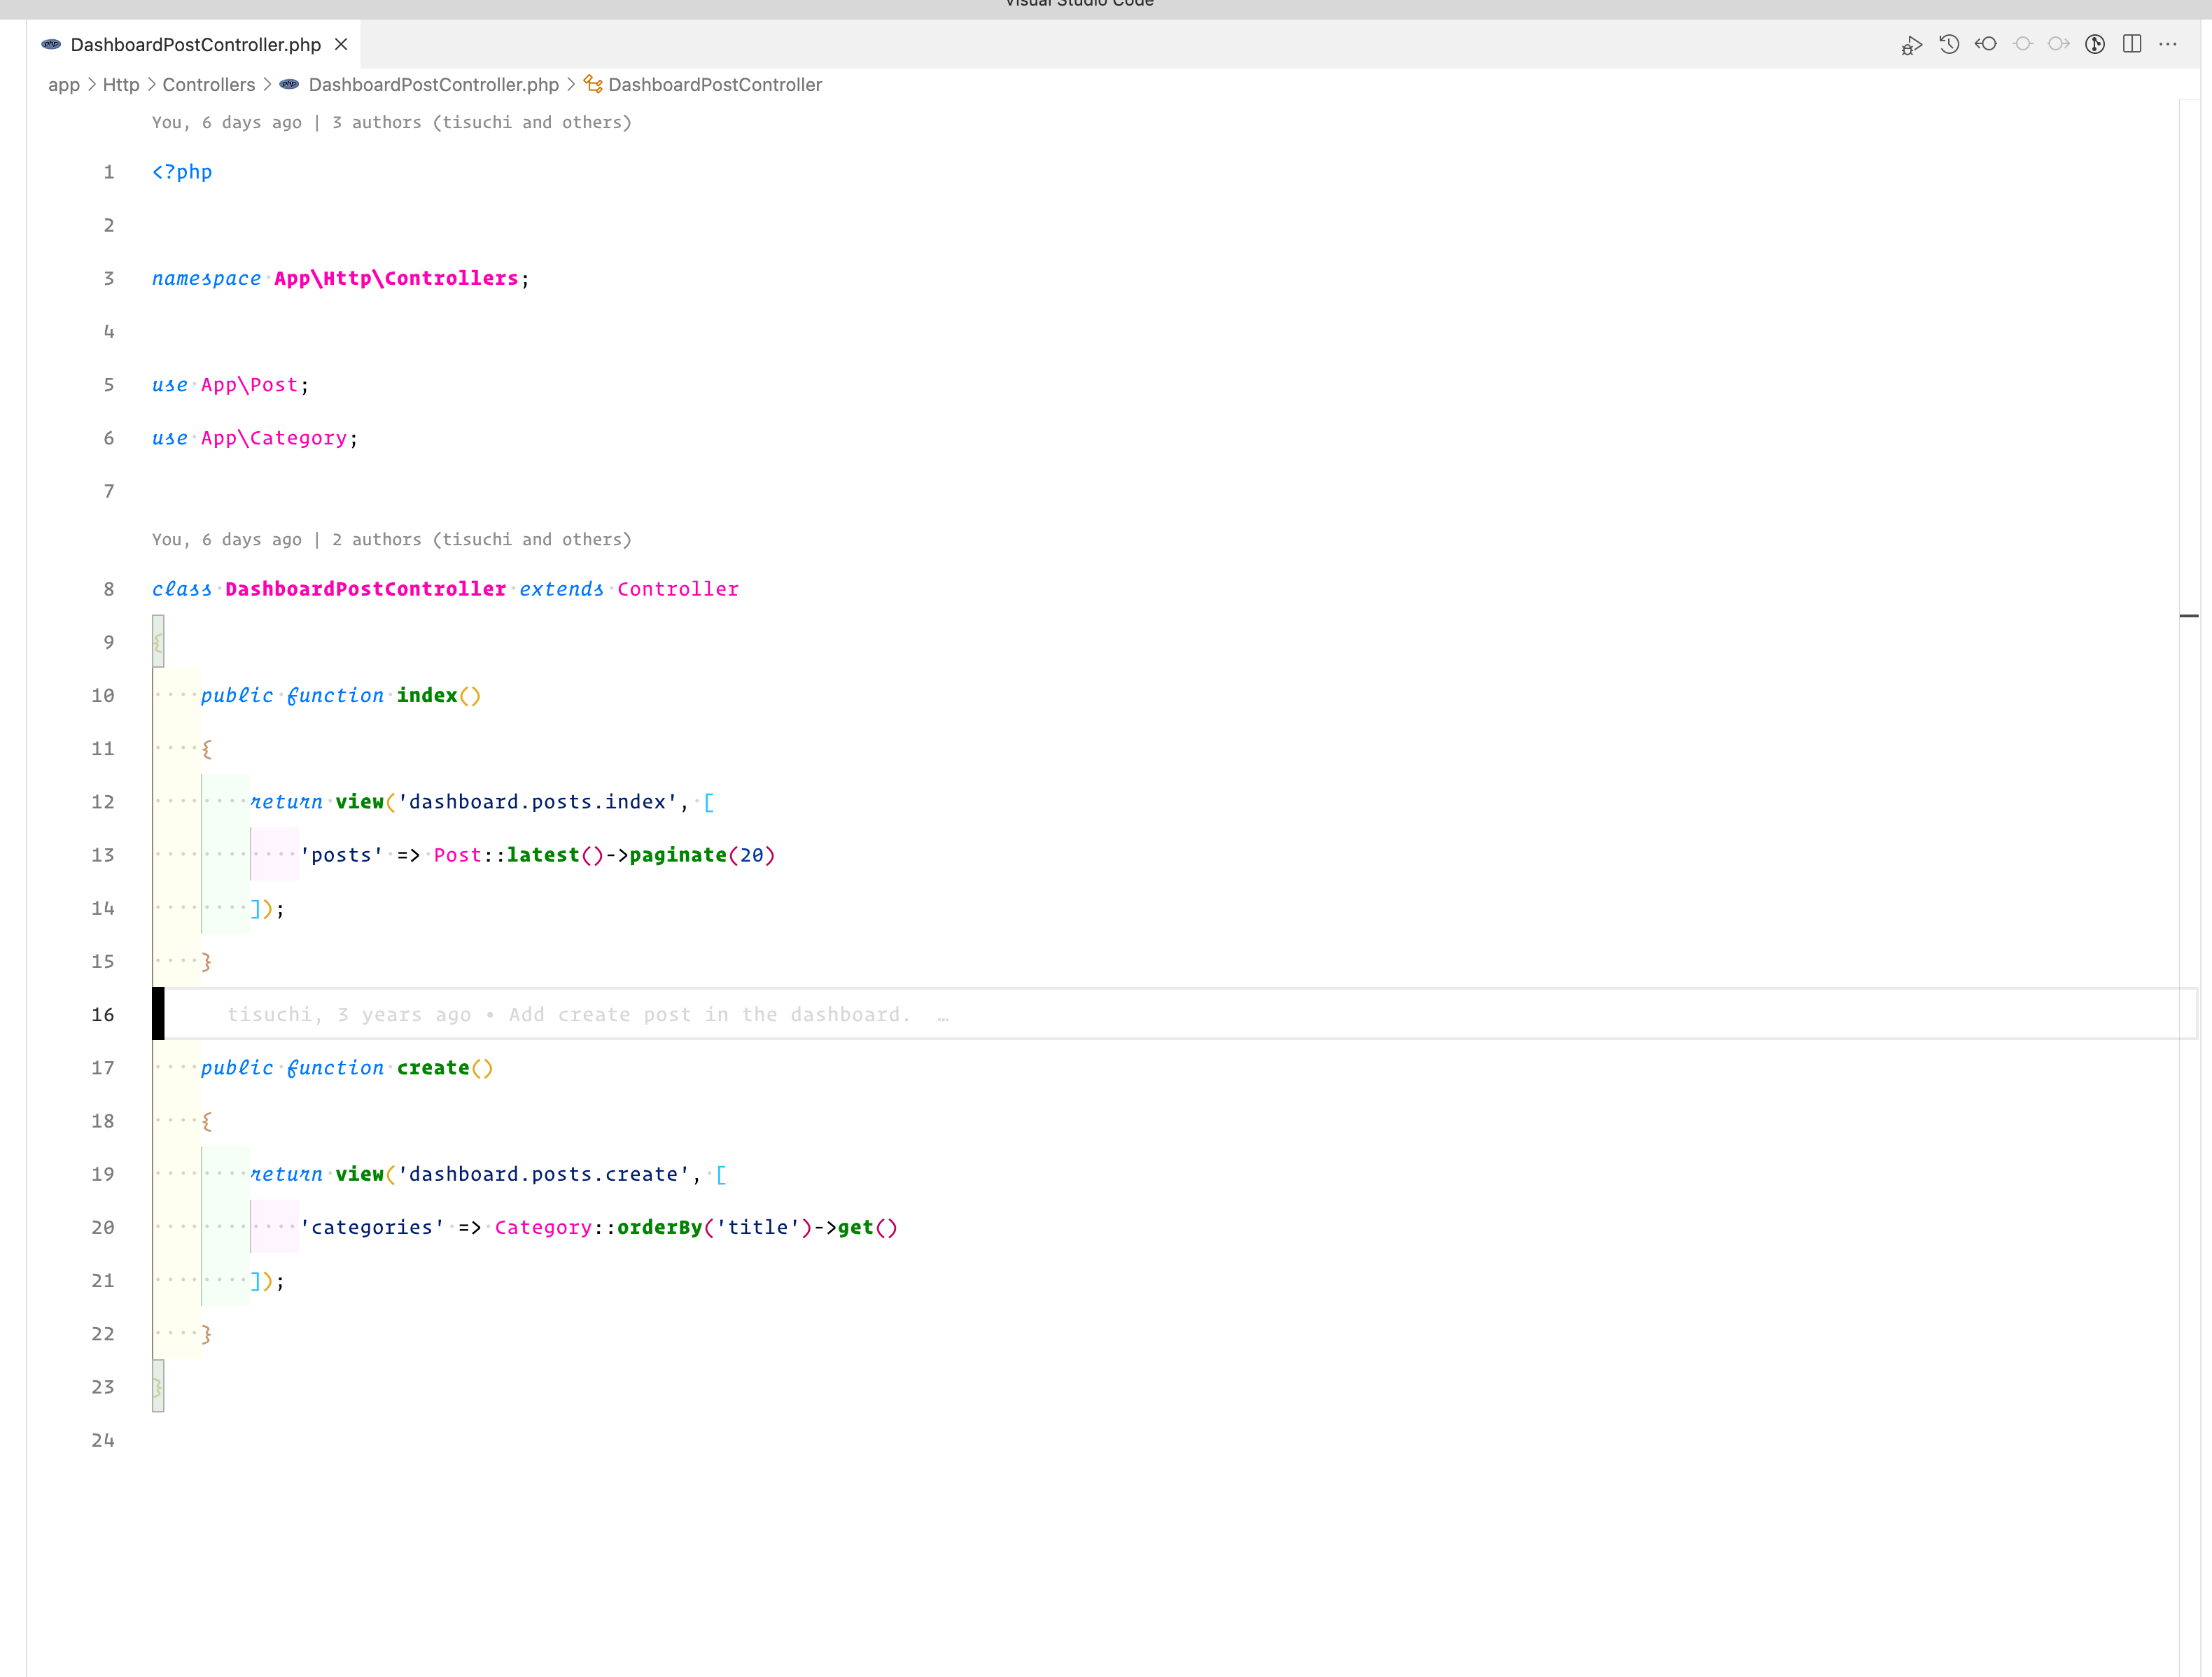 Visual Studio Code
DashboardPostController.php
app > Http > Controllers > DashboardPostController.php > DashboardPostController
You, 6 days ago | 3 authors (tisuchi and others)
1 <?php
2
3 namespace App\Http\Controllers;
4
5 use App\Post;
6 use App\Category;
7
You, 6 days ago | 2 authors (tisuchi and others)
8 class DashboardPostController extends Controller
9 {
10     public function index()
11     {
12         return view('dashboard.posts.index', [
13             'posts' => Post::latest()->paginate(20)
14         ]);
15     }
16 tisuchi, 3 years ago • Add create post in the dashboard. …
17     public function create()
18     {
19         return view('dashboard.posts.create', [
20             'categories' => Category::orderBy('title')->get()
21         ]);
22     }
23 }
24